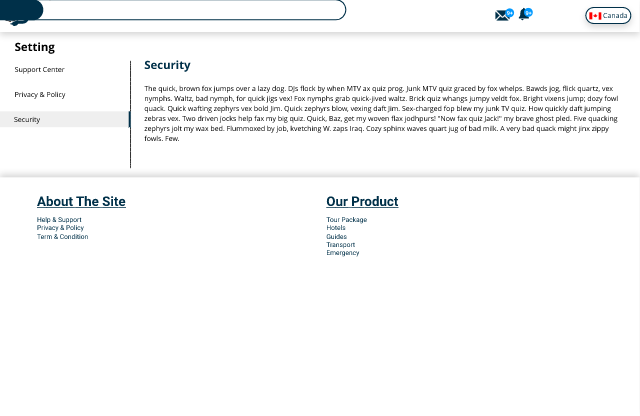 9+
9+
Canada
Setting
Support Center
Privacy & Policy
Security
Security
The quick, brown fox jumps over a lazy dog. DJs flock by when MTV ax quiz prog. Junk MTV quiz graced by fox whelps. Bawds jog, flick quartz, vex
nymphs. Waltz, bad nymph, for quick jigs vex! Fox nymphs grab quick-jived waltz. Brick quiz whangs jumpy veldt fox. Bright vixens jump; dozy fowl
quack. Quick wafting zephyrs vex bold Jim. Quick zephyrs blow, vexing daft Jim. Sex-charged fop blew my junk TV quiz. How quickly daft jumping
zebras vex. Two driven jocks help fax my big quiz. Quick, Baz, get my woven flax jodhpurs! "Now fax quiz Jack!" my brave ghost pled. Five quacking
zephyrs jolt my wax bed. Flummoxed by job, kvetching W. zaps Iraq. Cozy sphinx waves quart jug of bad milk. A very bad quack might jinx zippy
fowls. Few.
About The Site
Help & Support
Privacy & Policy
Term & Condition
Our Product
Tour Package
Hotels
Guides
Transport
Emergency